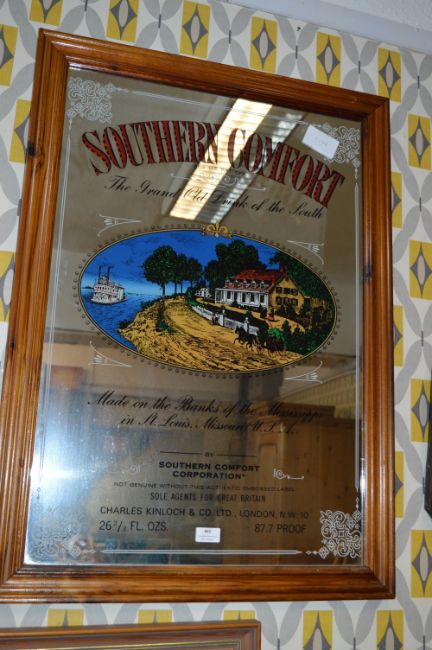 SOUTHERN COMFORT
The Grand Old Drink of the South
Made on the Banks of the Mississippi
in St. Louis, Missouri U.S.A.
BY
SOUTHERN COMFORT
CORPORATION
NOT GENUINE WITHOUT THIS AUTHENTIC EMBOSSED LABEL
SOLE AGENTS FOR GREAT BRITAIN
CHARLES KINLOCH & CO. LTD., LONDON, N.W. 10
26 2/3 FL. OZS. 87.7 PROOF